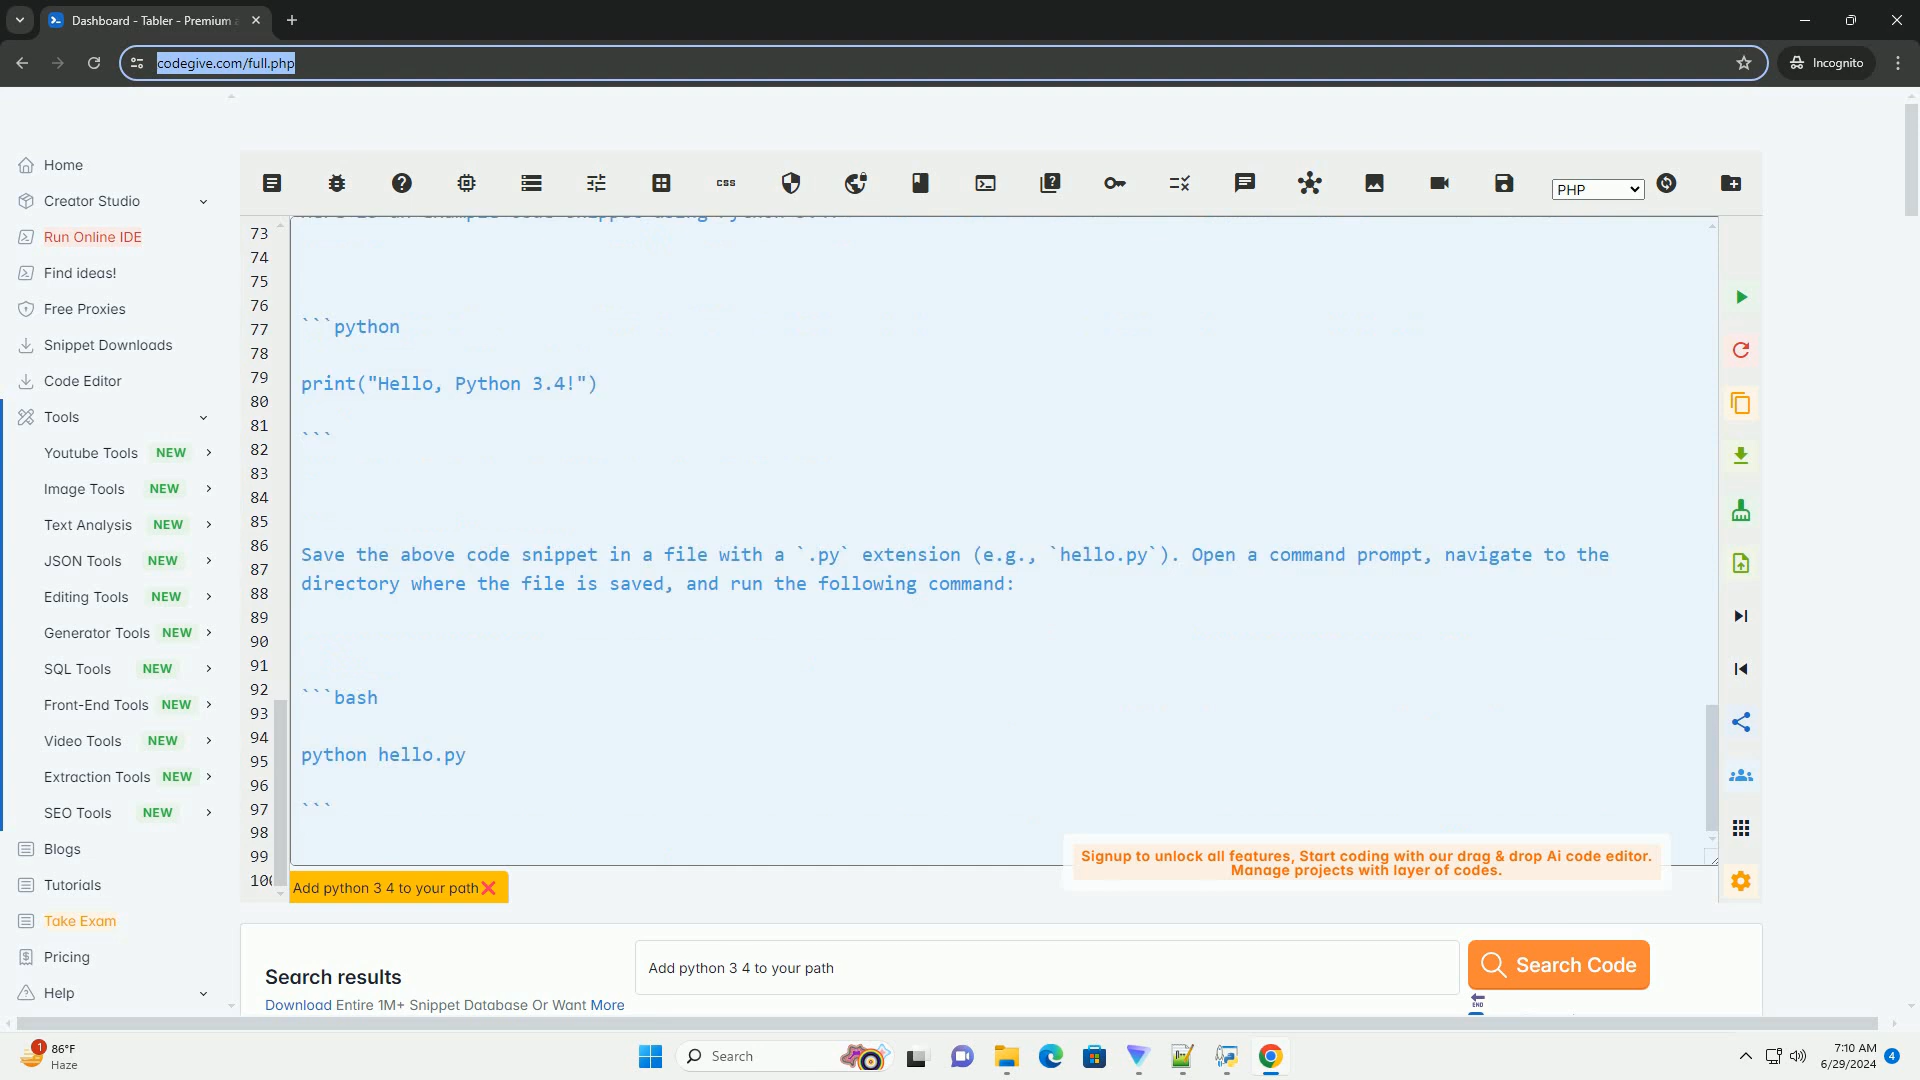 Dashboard - Tabler - Premium
codegive.com/full.php
Incognito
Home
Creator Studio
Run Online IDE
Find ideas!
Free Proxies
Snippet Downloads
Code Editor
Tools
Youtube Tools NEW
Image Tools NEW
Text Analysis NEW
JSON Tools NEW
Editing Tools NEW
Generator Tools NEW
SQL Tools NEW
Front-End Tools NEW
Video Tools NEW
Extraction Tools NEW
SEO Tools NEW
Blogs
Tutorials
Take Exam
Pricing
Help
css
PHP
73
74
75
76
77
78
79
80
81
82
83
84
85
86
87
88
89
90
91
92
93
94
95
96
97
98
99
100
```python
print("Hello, Python 3.4!")
```
Save the above code snippet in a file with a `.py` extension (e.g., `hello.py`). Open a command prompt, navigate to the
directory where the file is saved, and run the following command:
```bash
python hello.py
```
Signup to unlock all features, Start coding with our drag & drop Ai code editor.
Manage projects with layer of codes.
Add python 3 4 to your path
Search results
Download Entire 1M+ Snippet Database Or Want More
Add python 3 4 to your path
Search Code
END
1
86°F
Haze
Search
7:10 AM
6/29/2024
4